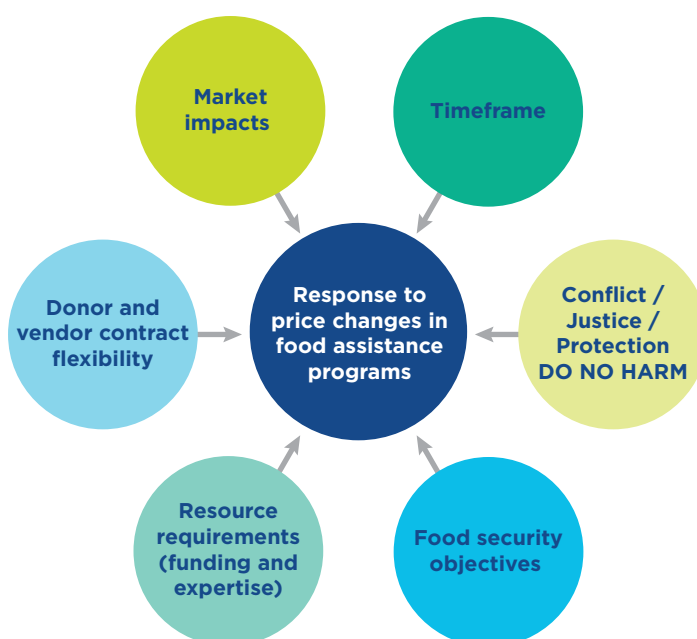 Market
impacts
Timeframe
Donor and
vendor contract
flexibility
Response to
price changes in
food assistance
programs
Conflict /
Justice /
Protection
DO NO HARM
Resource
requirements
(funding and
expertise)
Food security
objectives